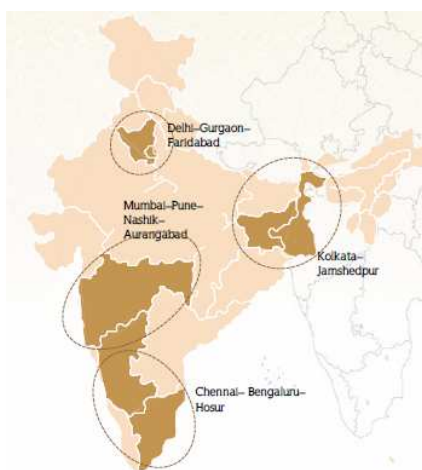 Delhi–Gurgaon–
Faridabad
Mumbai–Pune–
Nashik–
Aurangabad
Kolkata–
Jamshedpur
Chennai– Bengaluru–
Hosur